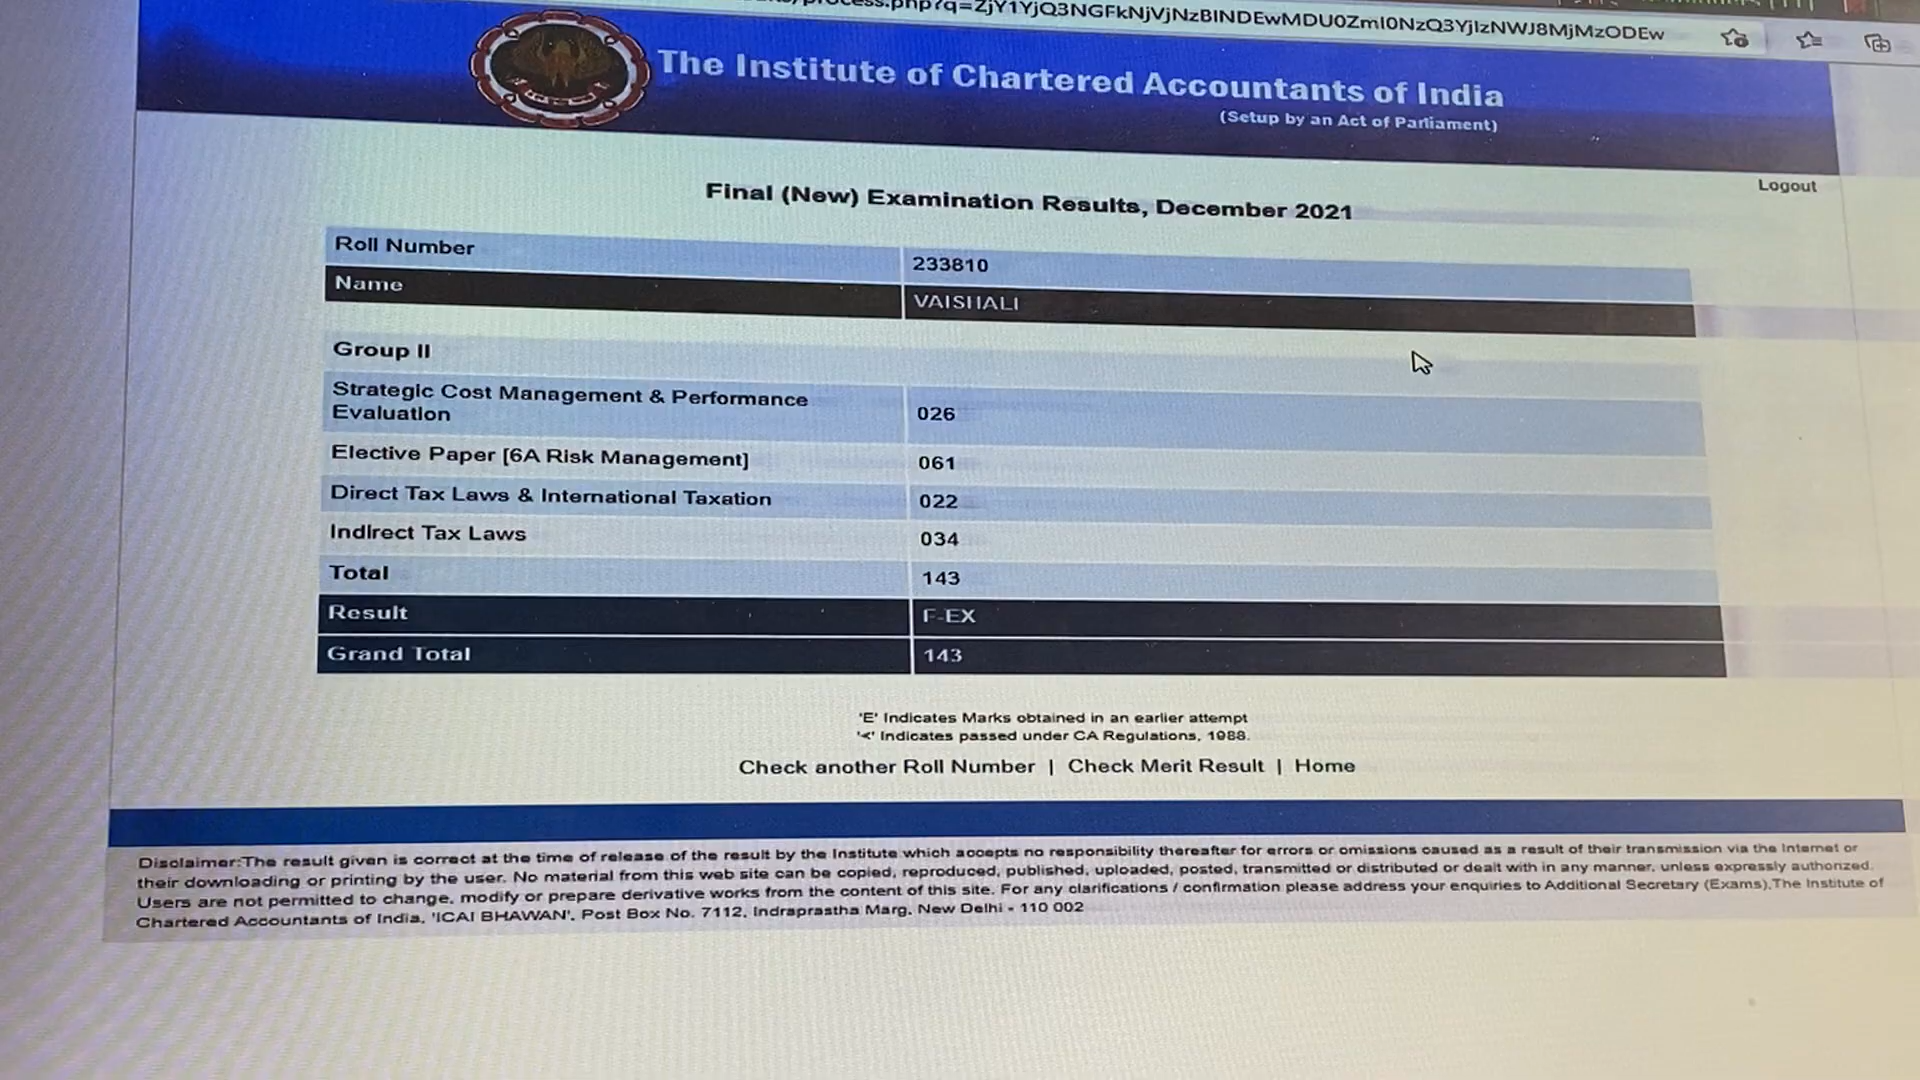 The Institute of Chartered Accountants of India
(Setup by an Act of Parliament)
Logout
Final (New) Examination Results, December 2021
Roll Number 233810
Name VAISHALI
Group II
Strategic Cost Management & Performance
Evaluation 026
Elective Paper [6A Risk Management] 061
Direct Tax Laws & International Taxation 022
Indirect Tax Laws 034
Total 143
Result F-EX
Grand Total 143
'E' Indicates Marks obtained in an earlier attempt
'<' Indicates passed under CA Regulations, 1988.
Check another Roll Number | Check Merit Result | Home
Disclaimer:The result given is correct at the time of release of the result by the Institute which accepts no responsibility thereafter for errors or omissions caused as a result of their transmission via the Internet or
their downloading or printing by the user. No material from this web site can be copied, reproduced, published, uploaded, posted, transmitted or distributed or dealt with in any manner, unless expressly authorized.
Users are not permitted to change, modify or prepare derivative works from the content of this site. For any clarifications / confirmation please address your enquiries to Additional Secretary (Exams),The Institute of
Chartered Accountants of India, 'ICAI BHAWAN', Post Box No. 7112, Indraprastha Marg, New Delhi - 110 002